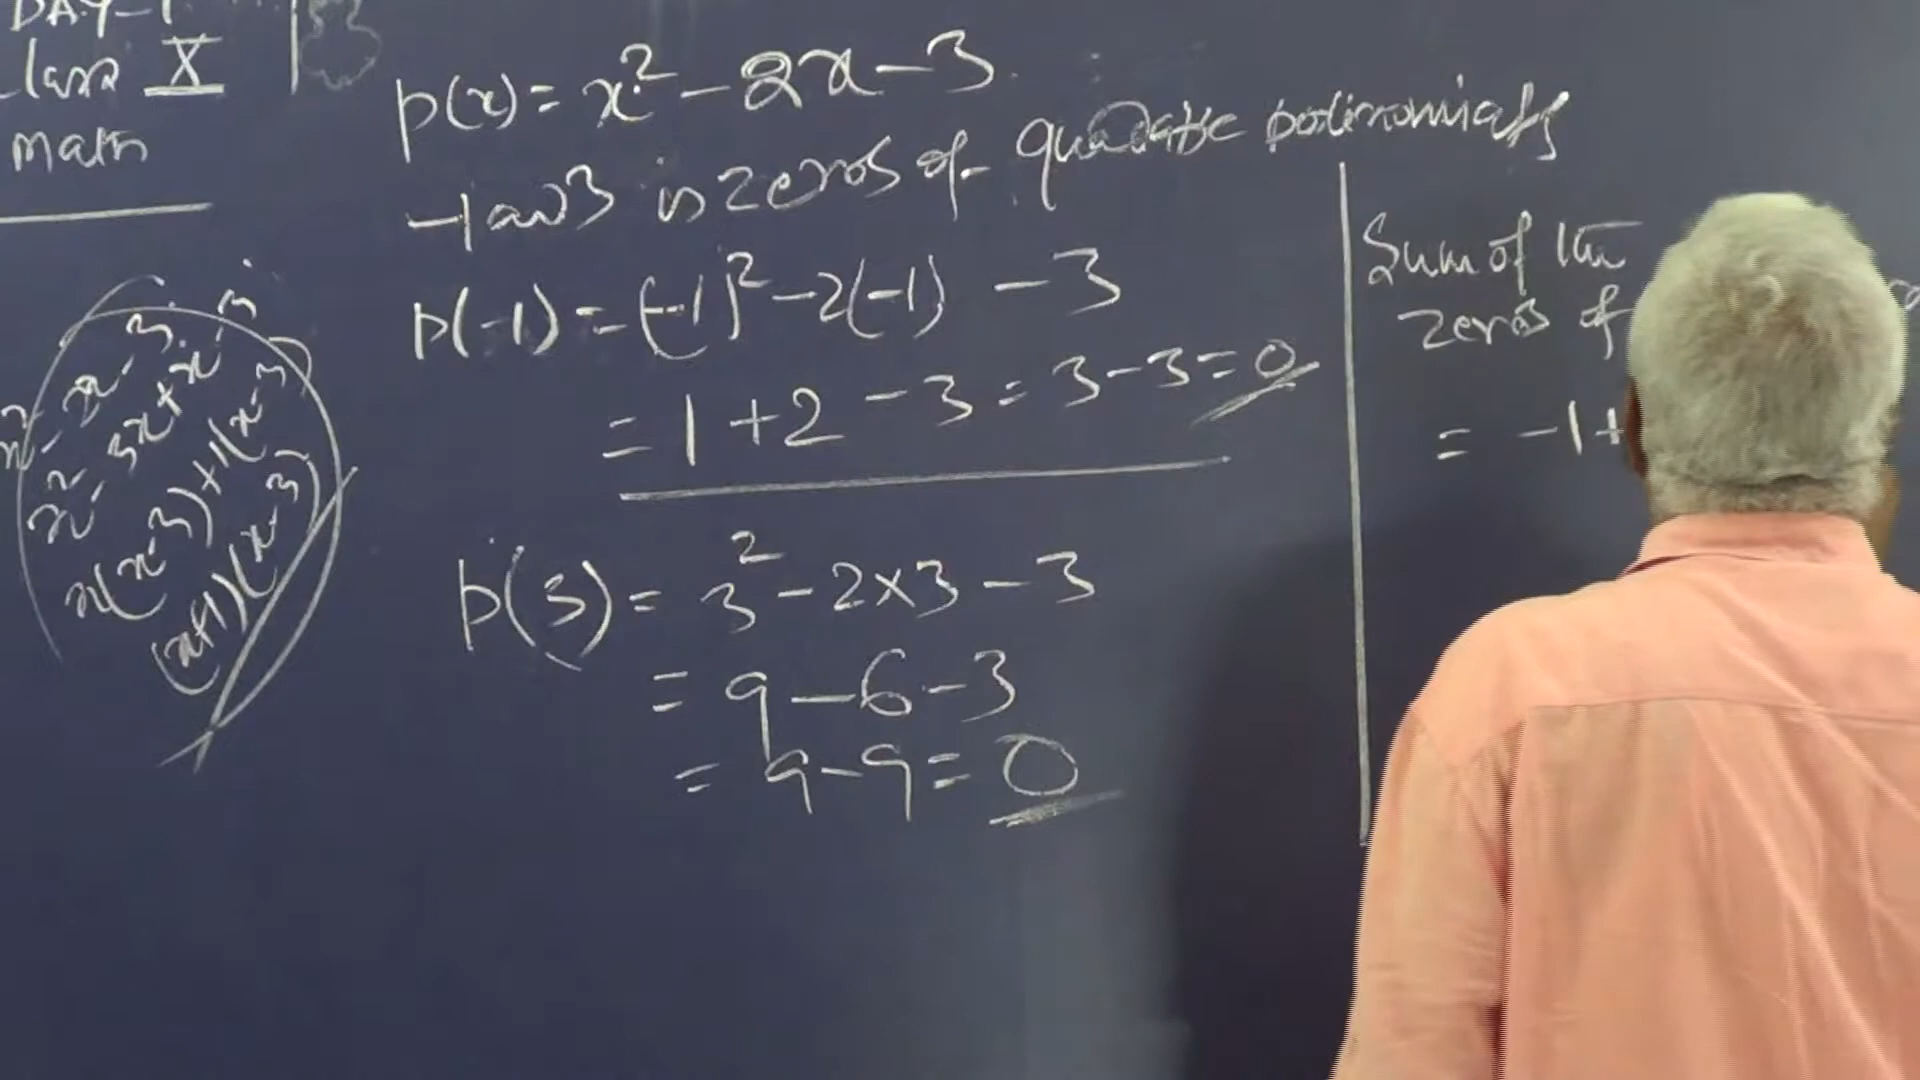 DAY-1
Class X
math
p(x) = x² - 2x - 3
-1 and 3 is zeros of quadratic polinomials
p(-1) = (-1)² - 2(-1) - 3
= 1 + 2 - 3 = 3 - 3 = 0
p(3) = 3² - 2×3 - 3
= 9 - 6 - 3
= 9 - 9 = 0
x² - 2x - 3
x² - 3x + x - 3
x(x-3) + 1(x-3)
(x+1)(x-3)
Sum of the
zeros of
= -1 +